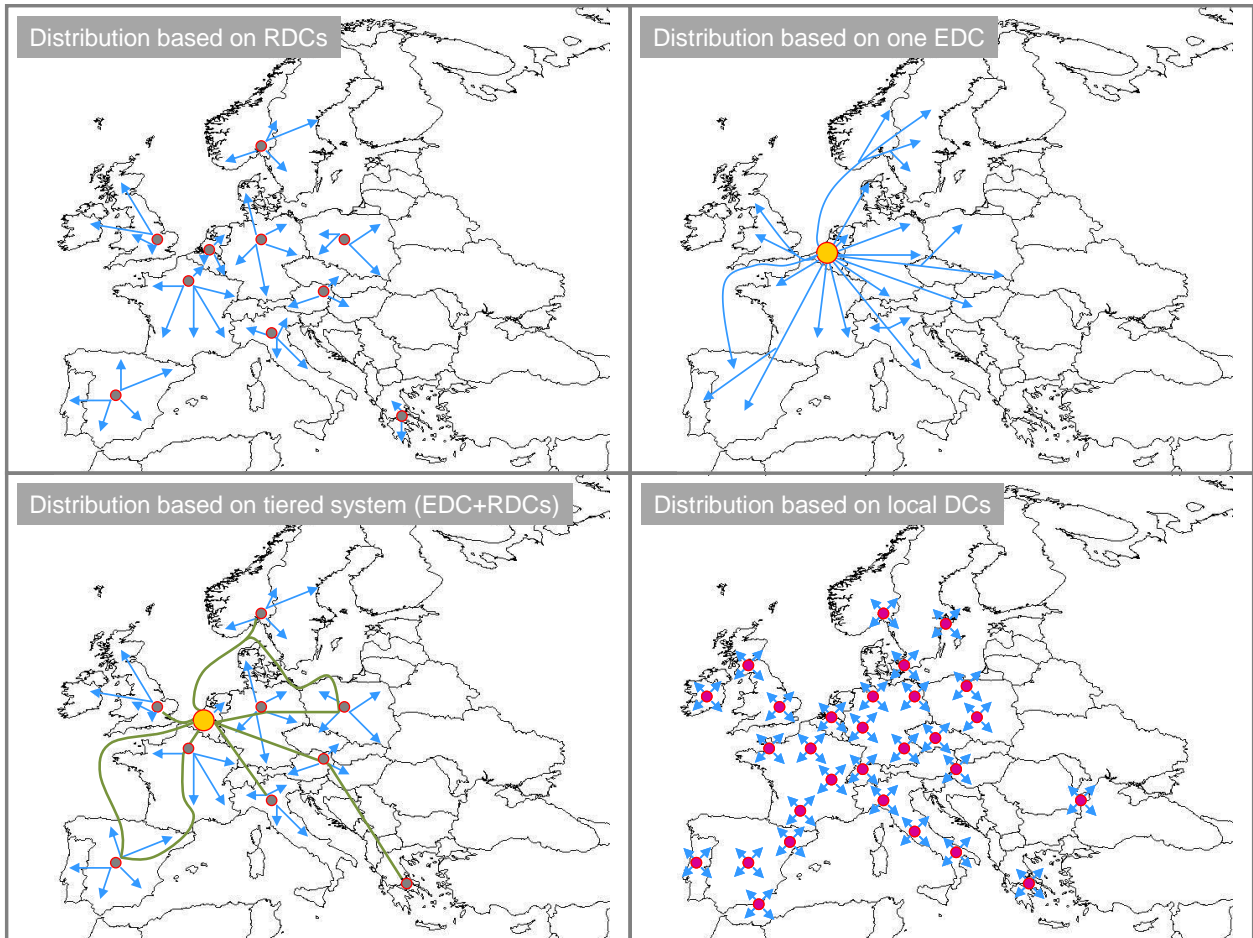 Distribution based on RDCs
Distribution based on one EDC
Distribution based on tiered system (EDC+RDCs)
Distribution based on local DCs